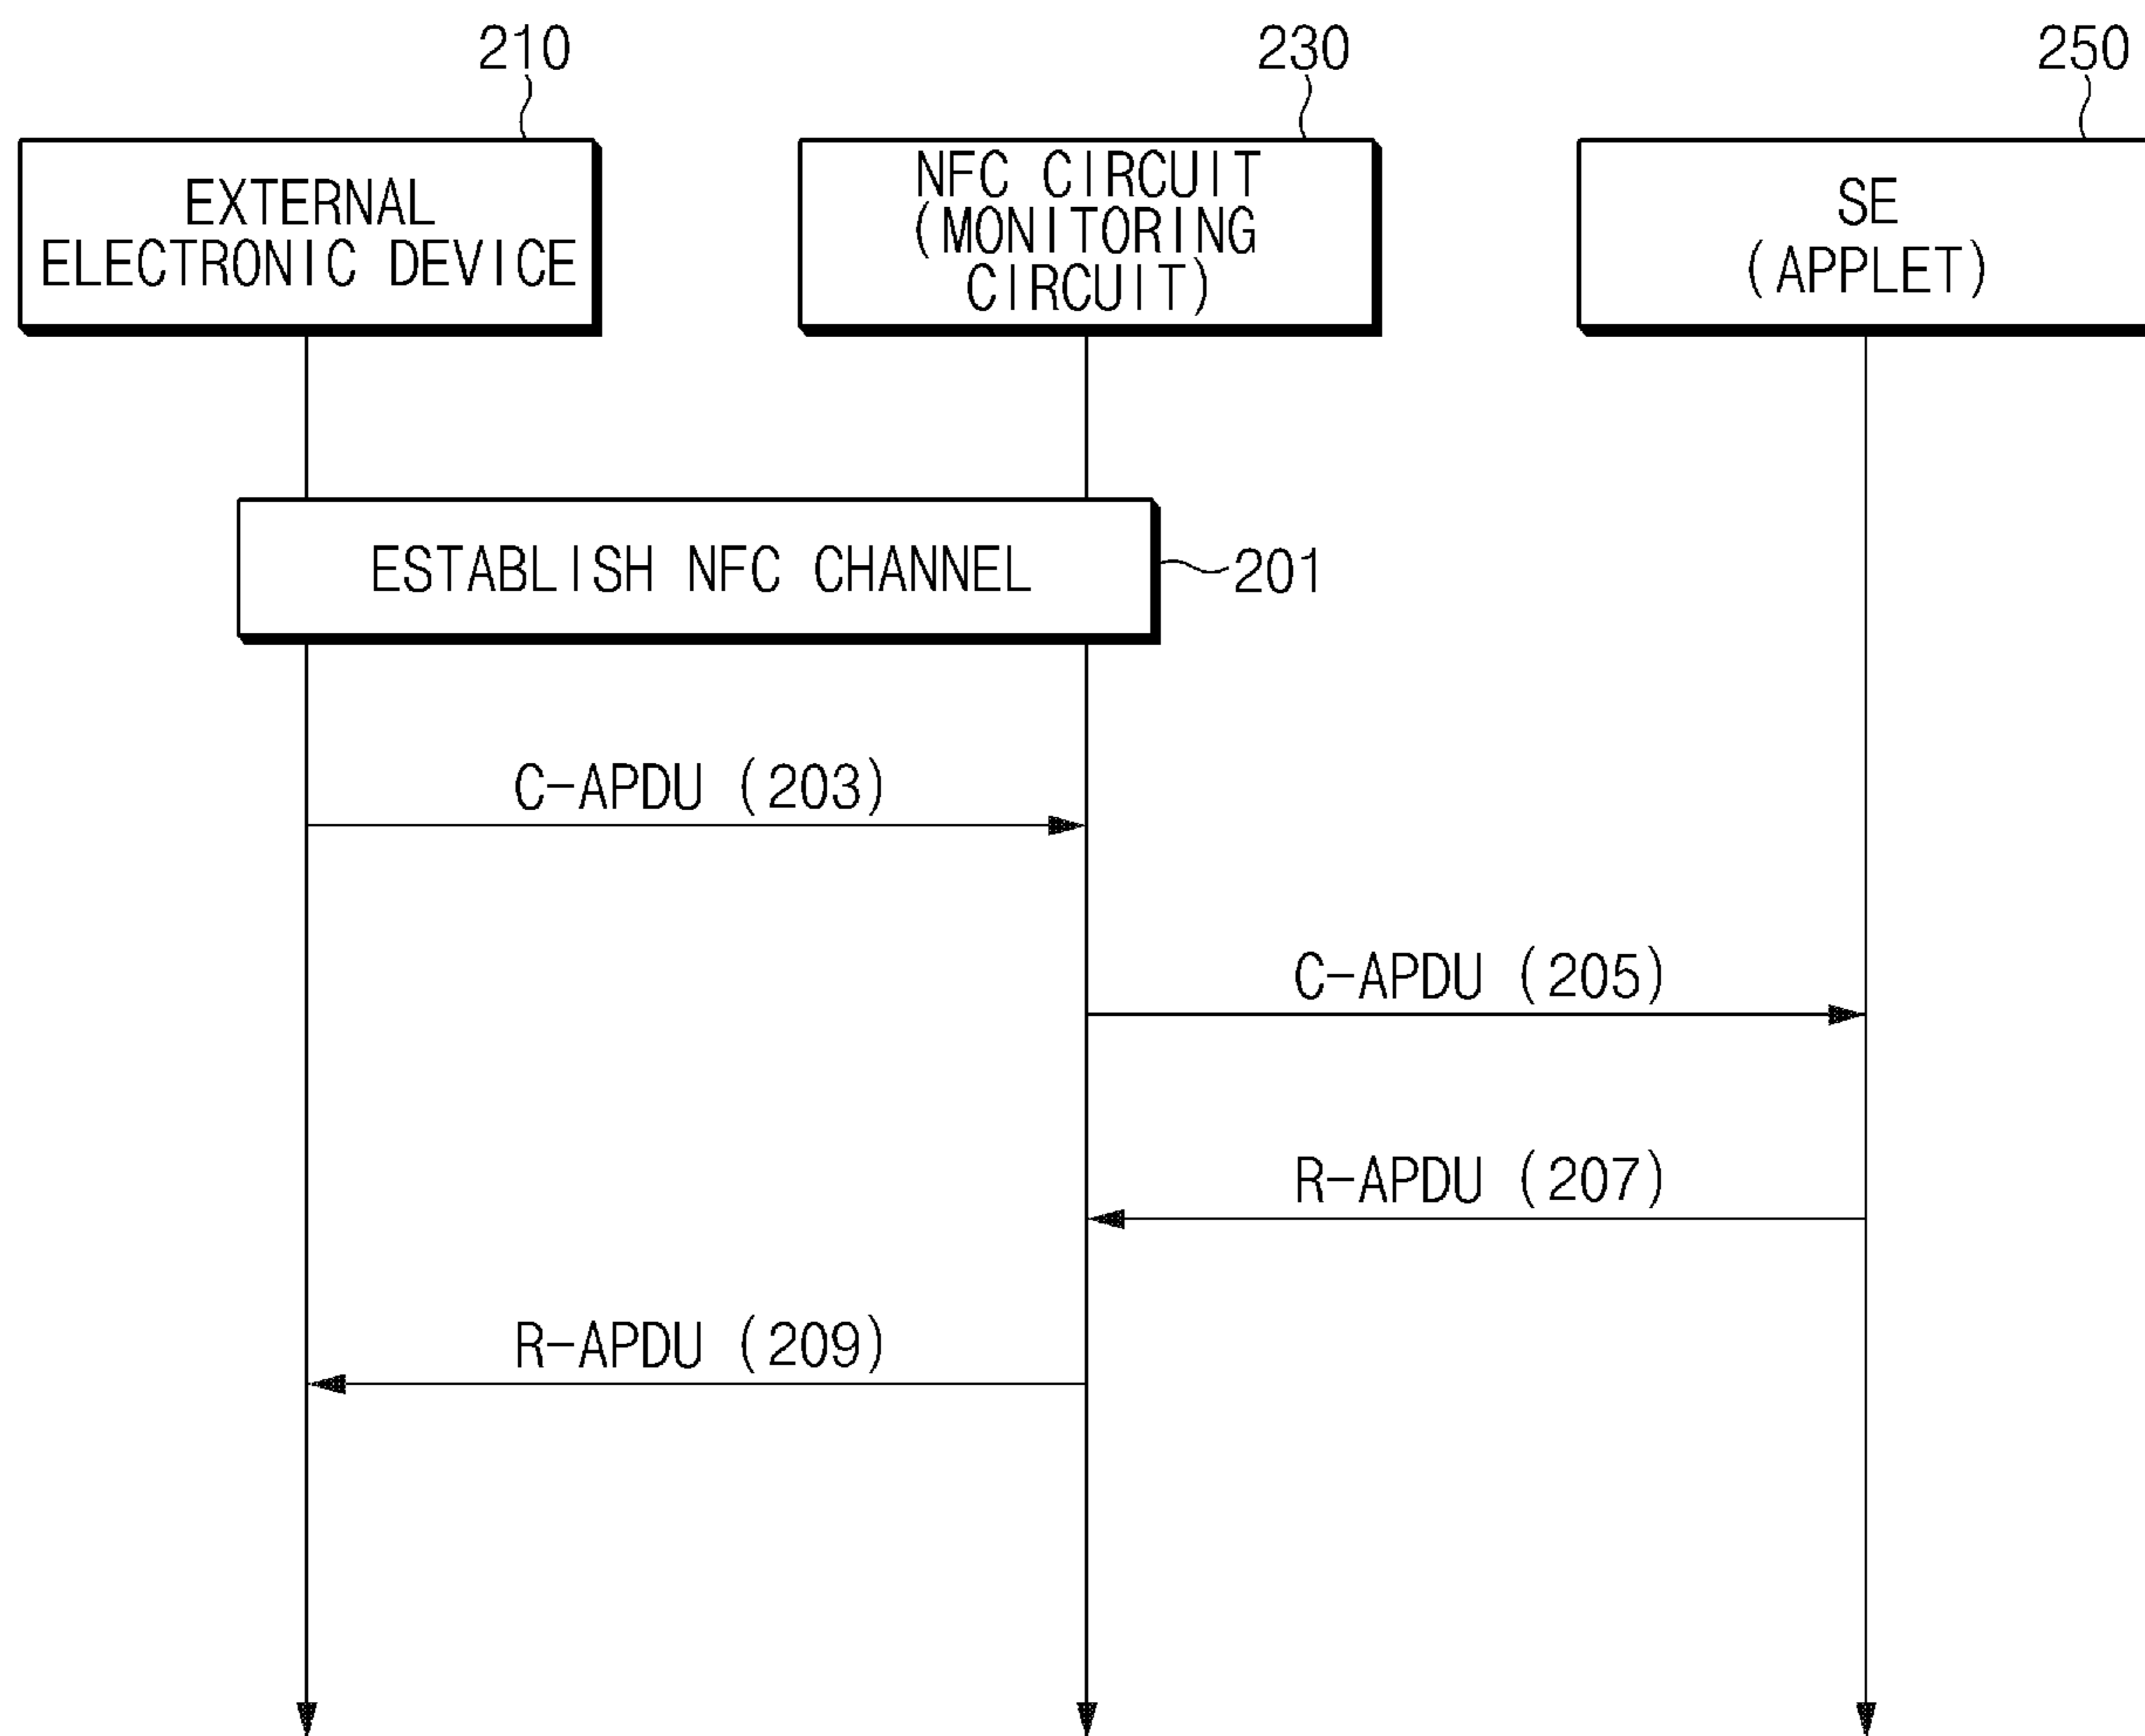 210
230
250
EXTERNAL
ELECTRONIC DEVICE
NFC CIRCUIT
(MONITORING
CIRCUIT)
SE
(APPLET)
ESTABLISH NFC CHANNEL
201
C-APDU (203)
C-APDU (205)
R-APDU (207)
R-APDU (209)